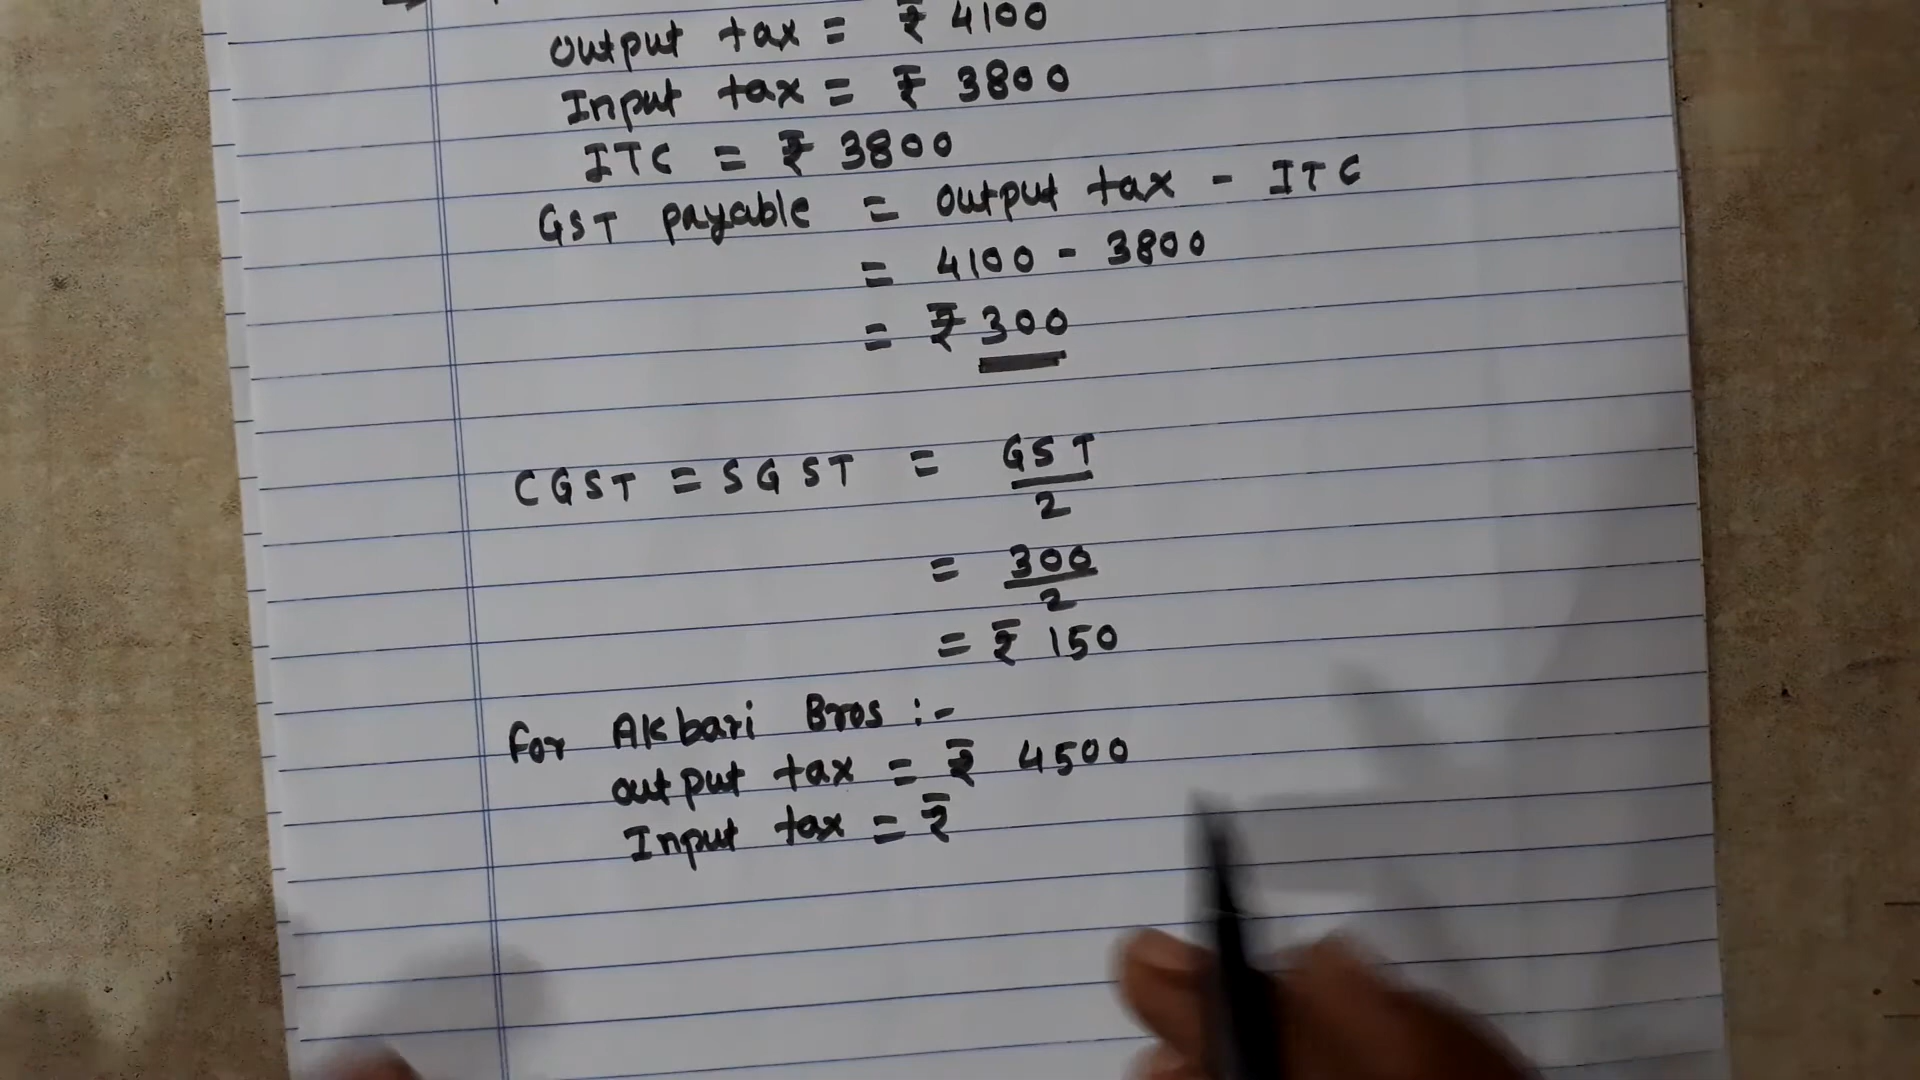 Output tax = ₹ 4100
Input tax = ₹ 3800
ITC = ₹ 3800
GST payable = output tax - ITC
= 4100 - 3800
= ₹ 300
CGST = SGST = GST
2
= 300
2
= ₹ 150
For Akbari Bros :-
output tax = ₹ 4500
Input tax = ₹